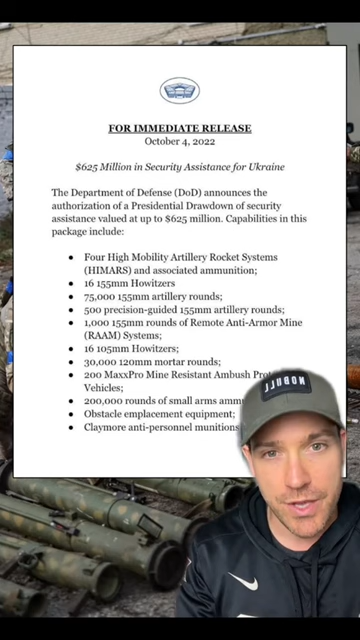 FOR IMMEDIATE RELEASE
October 4, 2022
$625 Million in Security Assistance for Ukraine
The Department of Defense (DoD) announces the
authorization of a Presidential Drawdown of security
assistance valued at up to $625 million. Capabilities in this
package include:
• Four High Mobility Artillery Rocket Systems
(HIMARS) and associated ammunition;
• 16 155mm Howitzers
• 75,000 155mm artillery rounds;
• 500 precision-guided 155mm artillery rounds;
• 1,000 155mm rounds of Remote Anti-Armor Mine
(RAAM) Systems;
• 16 105mm Howitzers;
• 30,000 120mm mortar rounds;
• 200 MaxxPro Mine Resistant Ambush
Vehicles;
• 200,000 rounds of small arms
• Obstacle emplacement equipment;
• Claymore anti-personnel munitions
NOBULL